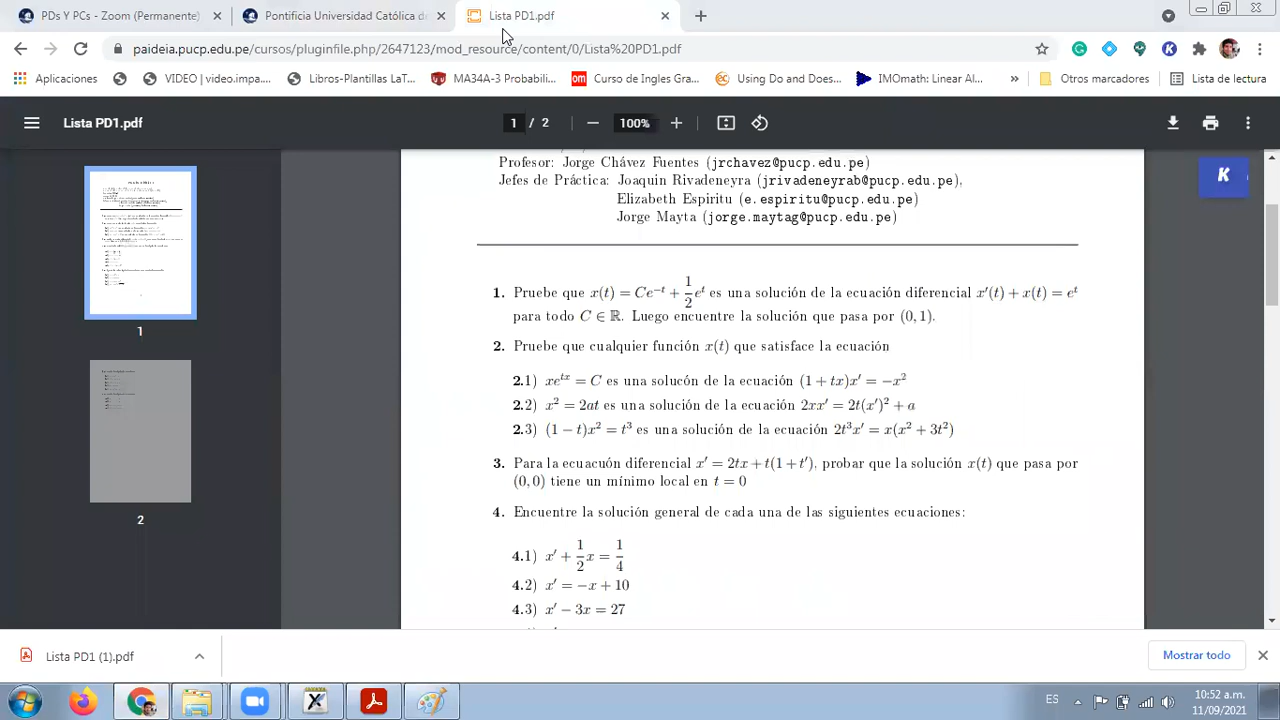 PDs Y PCs - Zoom (Permanente)
Pontificia Universidad Católica de
Lista PD1.pdf
paideia.pucp.edu.pe/cursos/pluginfile.php/2647123/mod_resource/content/0/Lista%20PD1.pdf
Aplicaciones
VIDEO | video.impa...
Libros-Plantillas LaT...
MA34A-3 Probabili...
Curso de Ingles Gra...
Using Do and Does...
IMOmath: Linear Al...
»
Otros marcadores
Lista de lectura
Lista PD1.pdf
1 / 2
100%
Profesor: Jorge Chávez Fuentes (jrchavez@pucp.edu.pe)
Jefes de Práctica: Joaquin Rivadeneyra (jrivadeneyrab@pucp.edu.pe),
Elizabeth Espiritu (e.espiritu@pucp.edu.pe)
Jorge Mayta (jorge.maytag@pucp.edu.pe)
1. Pruebe que x(t) = Ce^{-t} + \frac{1}{2}e^t es una solución de la ecuación diferencial x'(t) + x(t) = e^t
para todo C ∈ ℝ. Luego encuentre la solución que pasa por (0, 1).
2. Pruebe que cualquier función x(t) que satisface la ecuación
2.1) xe^{tx} = C es una solucón de la ecuación (1 + tx)x' = −x^2
2.2) x^2 = 2at es una solución de la ecuación 2xx' = 2t(x')^2 + a
2.3) (1 − t)x^2 = t^3 es una solución de la ecuación 2t^3x' = x(x^2 + 3t^2)
3. Para la ecuacuón diferencial x' = 2tx + t(1 + t'), probar que la solución x(t) que pasa por
(0, 0) tiene un mínimo local en t = 0
4. Encuentre la solución general de cada una de las siguientes ecuaciones:
4.1) x' + \frac{1}{2}x = \frac{1}{4}
4.2) x' = −x + 10
4.3) x' − 3x = 27
1
2
K
Lista PD1 (1).pdf
Mostrar todo
ES
10:52 a.m.
11/09/2021